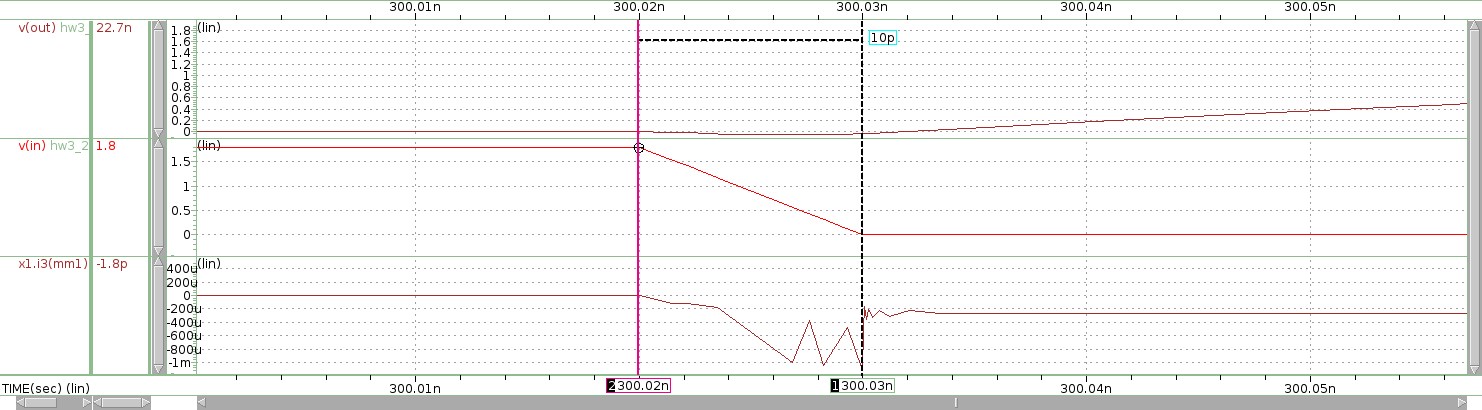 300.01n 300.02n 300.03n 300.04n 300.05n
v(out) hw3_ 22.7n
(lin)
1.8
1.6
1.4
1.2
1
0.8
0.6
0.4
0.2
0
10p
v(in) hw3_2 1.8
(lin)
1.5
1
0.5
0
x1.i3(mm1) -1.8p
(lin)
400u
200u
0
-200u
-400u
-600u
-800u
-1m
TIME(sec) (lin)
300.01n 2 300.02n 1 300.03n 300.04n 300.05n